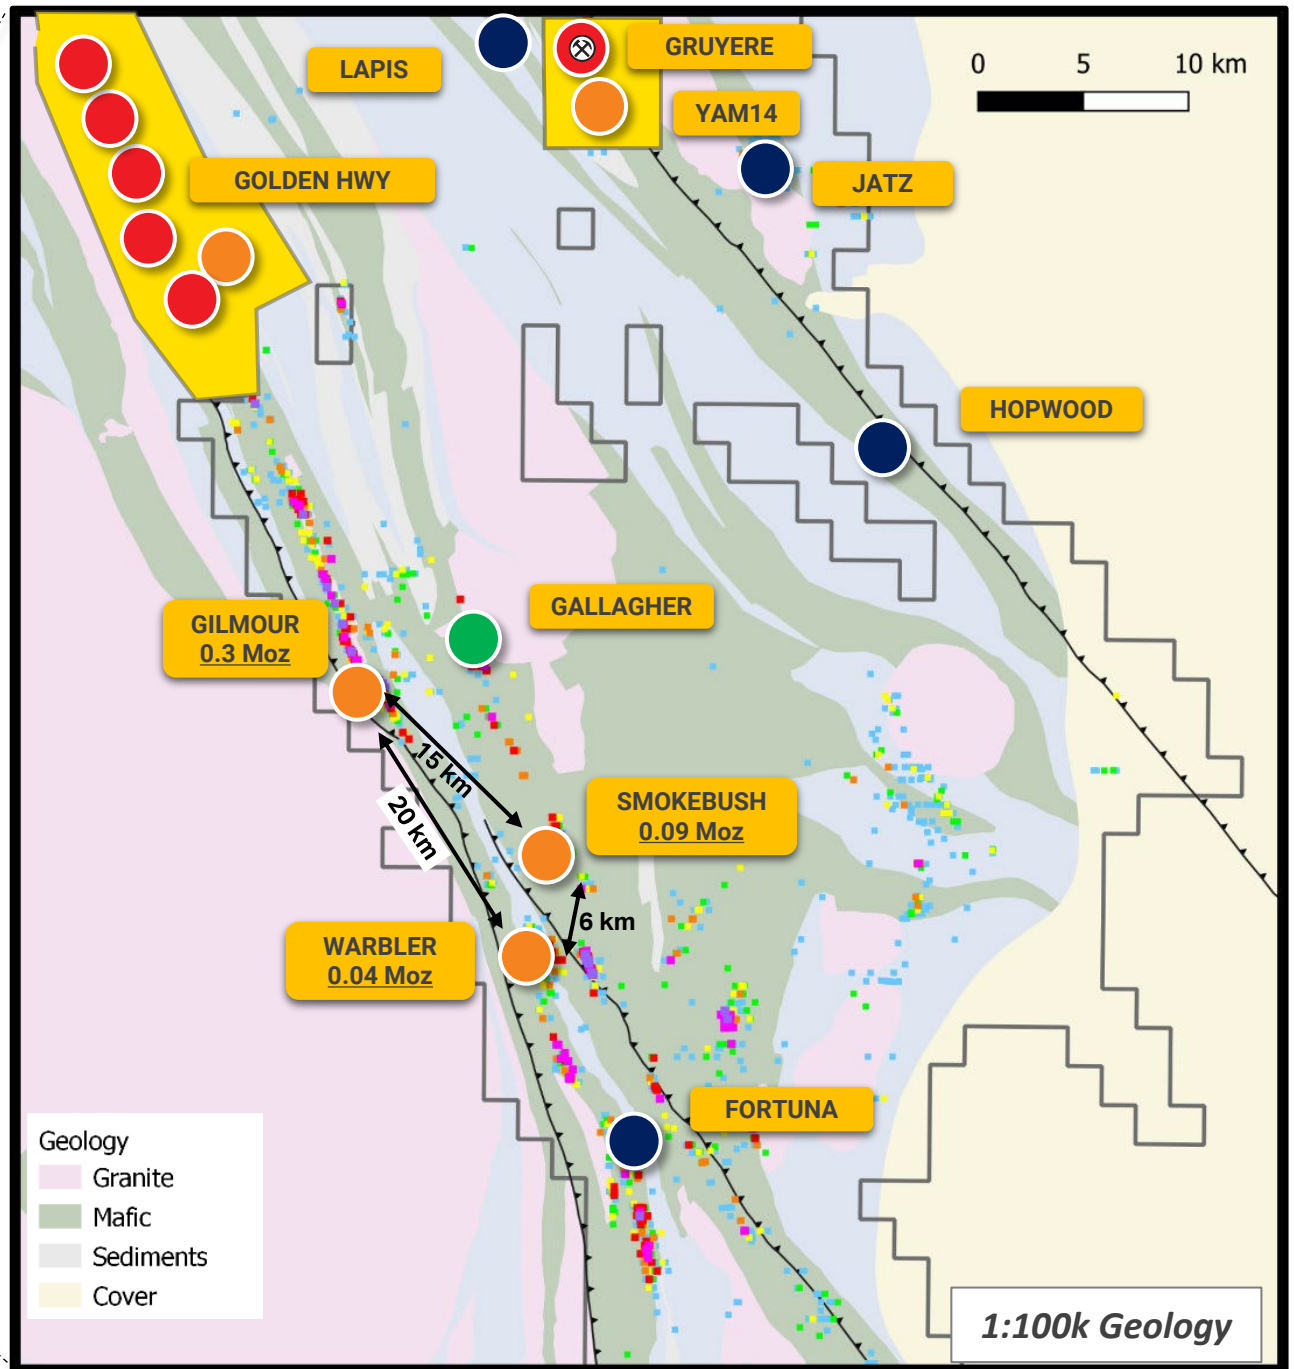 LAPIS
GRUYERE
0 5 10 km
YAM14
GOLDEN HWY
JATZ
HOPWOOD
GALLAGHER
GILMOUR
0.3 Moz
15 km
20 km
SMOKEBUSH
0.09 Moz
6 km
WARBLER
0.04 Moz
FORTUNA
Geology
Granite
Mafic
Sediments
Cover
1:100k Geology